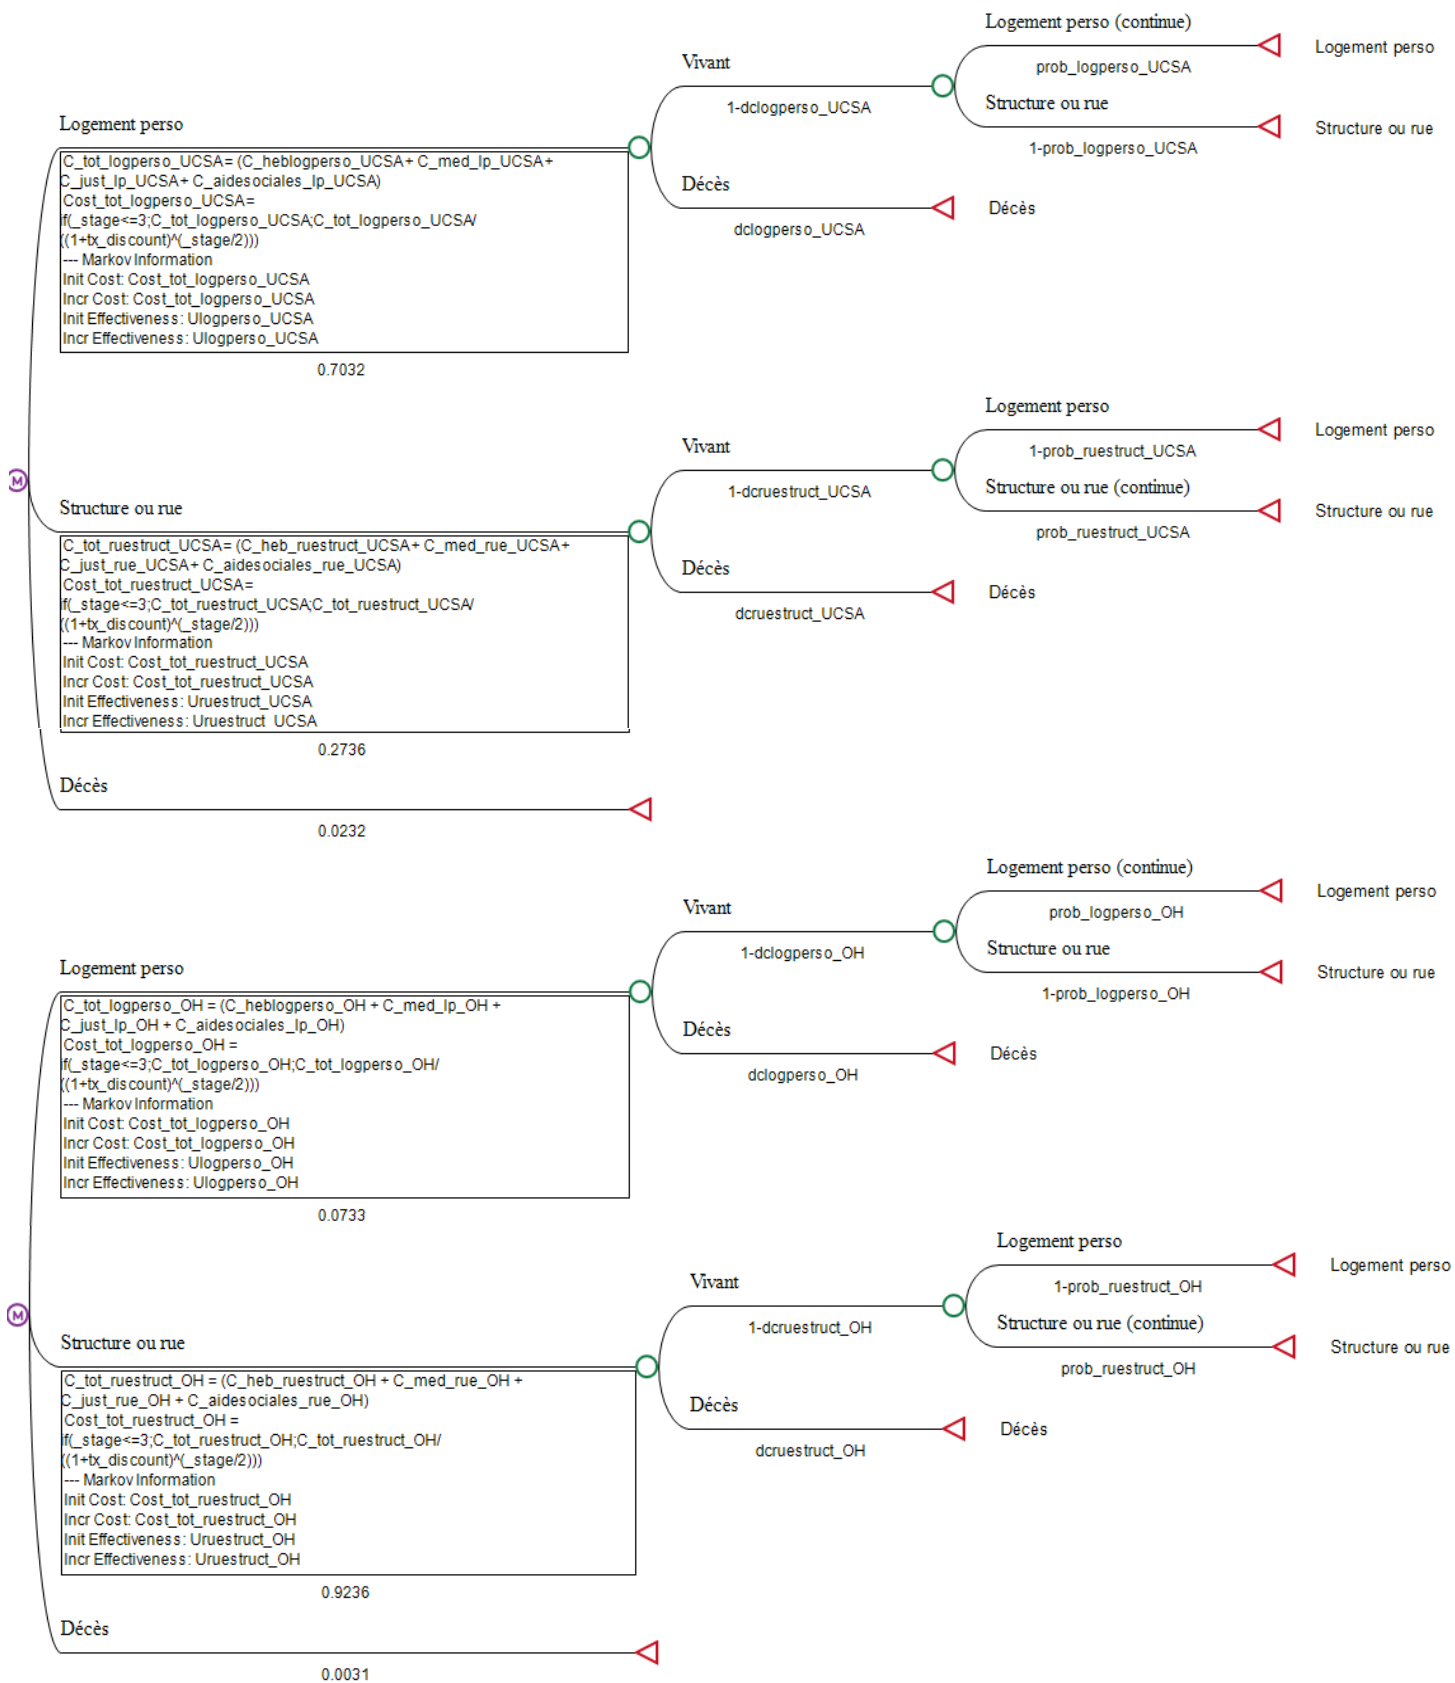 Logement perso (continue)
Logement perso
prob_logperso_UCSA
Vivant
1-dclogperso_UCSA
Structure ou rue
Structure ou rue
1-prob_logperso_UCSA
Logement perso
C_tot_logperso_UCSA= (C_heblogperso_UCSA+ C_med_lp_UCSA+
C_just_lp_UCSA+ C_aidesociales_lp_UCSA)
Cost_tot_logperso_UCSA=
if(_stage<=3;C_tot_logperso_UCSA;C_tot_logperso_UCSA/
((1+tx_discount)^(_stage/2)))
--- Markov Information
Init Cost: Cost_tot_logperso_UCSA
Incr Cost: Cost_tot_logperso_UCSA
Init Effectiveness: Ulogperso_UCSA
Incr Effectiveness: Ulogperso_UCSA
0.7032
Décès
Décès
dclogperso_UCSA
Logement perso
Logement perso
1-prob_ruestruct_UCSA
Vivant
1-dcruestruct_UCSA
Structure ou rue (continue)
Structure ou rue
prob_ruestruct_UCSA
M
Structure ou rue
C_tot_ruestruct_UCSA= (C_heb_ruestruct_UCSA+ C_med_rue_UCSA+
C_just_rue_UCSA+ C_aidesociales_rue_UCSA)
Cost_tot_ruestruct_UCSA=
if(_stage<=3;C_tot_ruestruct_UCSA;C_tot_ruestruct_UCSA/
((1+tx_discount)^(_stage/2)))
--- Markov Information
Init Cost: Cost_tot_ruestruct_UCSA
Incr Cost: Cost_tot_ruestruct_UCSA
Init Effectiveness: Uruestruct_UCSA
Incr Effectiveness: Uruestruct_UCSA
0.2736
Décès
Décès
dcruestruct_UCSA
Décès
0.0232
Logement perso (continue)
Logement perso
prob_logperso_OH
Vivant
1-dclogperso_OH
Structure ou rue
Structure ou rue
1-prob_logperso_OH
Logement perso
C_tot_logperso_OH = (C_heblogperso_OH + C_med_lp_OH +
C_just_lp_OH + C_aidesociales_lp_OH)
Cost_tot_logperso_OH =
if(_stage<=3;C_tot_logperso_OH;C_tot_logperso_OH/
((1+tx_discount)^(_stage/2)))
--- Markov Information
Init Cost: Cost_tot_logperso_OH
Incr Cost: Cost_tot_logperso_OH
Init Effectiveness: Ulogperso_OH
Incr Effectiveness: Ulogperso_OH
0.0733
Décès
Décès
dclogperso_OH
Logement perso
Logement perso
1-prob_ruestruct_OH
Vivant
1-dcruestruct_OH
Structure ou rue (continue)
Structure ou rue
prob_ruestruct_OH
M
Structure ou rue
C_tot_ruestruct_OH = (C_heb_ruestruct_OH + C_med_rue_OH +
C_just_rue_OH + C_aidesociales_rue_OH)
Cost_tot_ruestruct_OH =
if(_stage<=3;C_tot_ruestruct_OH;C_tot_ruestruct_OH/
((1+tx_discount)^(_stage/2)))
--- Markov Information
Init Cost: Cost_tot_ruestruct_OH
Incr Cost: Cost_tot_ruestruct_OH
Init Effectiveness: Uruestruct_OH
Incr Effectiveness: Uruestruct_OH
0.9236
Décès
Décès
dcruestruct_OH
Décès
0.0031